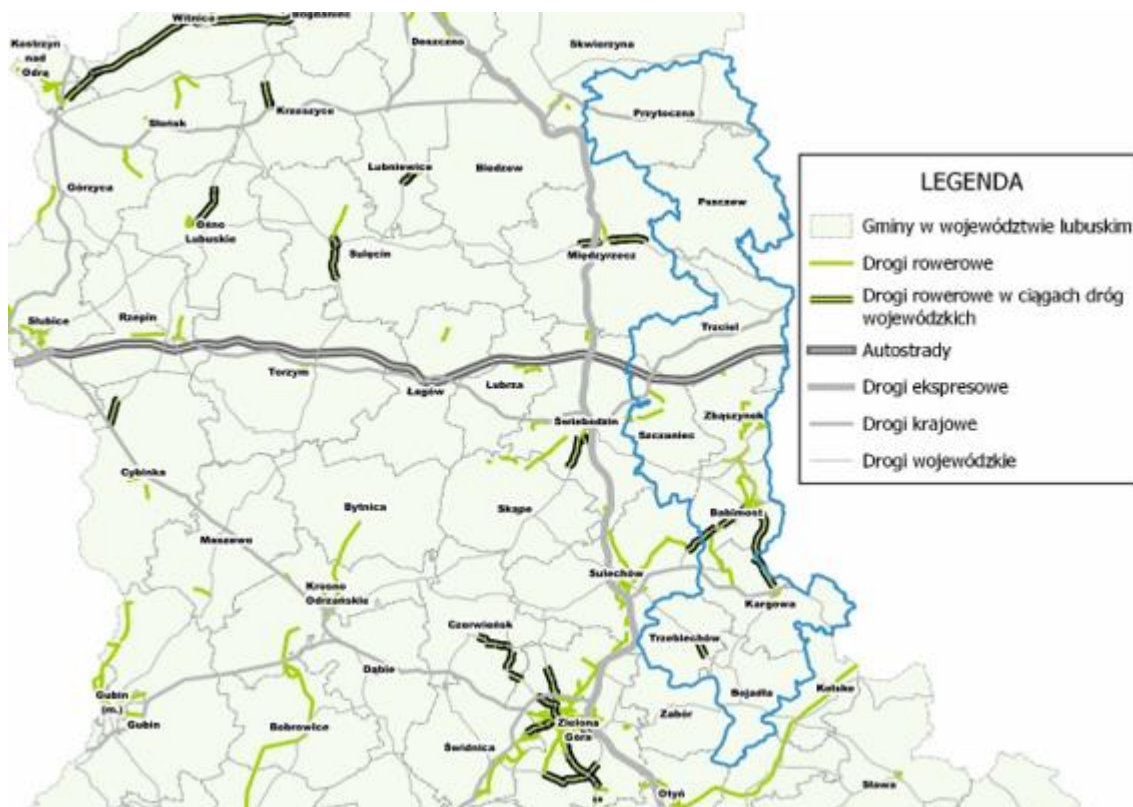 Witnica
Bogdaniec
Kostrzyn
nad
Odrą
Deszczno
Skwierzyna
Słońsk
Krzeszyce
Przytoczna
Lubniewice
Bledzew
Górzyca
Pszczew
Ośno
Lubuskie
Sulęcin
Międzyrzecz
Słubice
Rzepin
Trzciel
Torzym
Łagów
Lubrza
Świebodzin
Szczaniec
Zbąszynek
Cybinka
Bytnica
Skąpe
Babimost
Maszewo
Sulechów
Krosno
Odrzańskie
Kargowa
Czerwieńsk
Trzebiechów
Dąbie
Gubin
(m.)
Gubin
Bobrowice
Świdnica
Zielona
Góra
Zabór
Bojadła
Kolsko
Otyń
Sława
LEGENDA
Gminy w województwie lubuskim
Drogi rowerowe
Drogi rowerowe w ciągach dróg
wojewódzkich
Autostrady
Drogi ekspresowe
Drogi krajowe
Drogi wojewódzkie